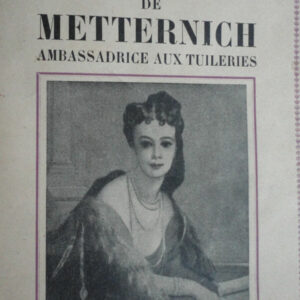 DE
METTERNICH
AMBASSADRICE AUX TUILERIES